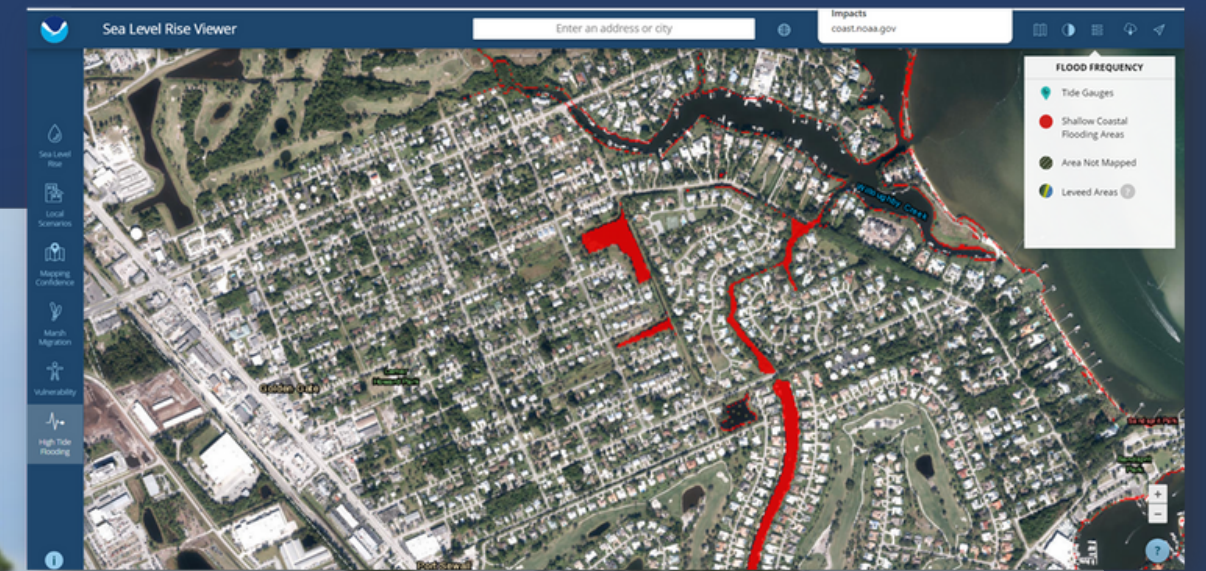 Sea Level Rise Viewer
Enter an address or city
Impacts
coast.noaa.gov
FLOOD FREQUENCY
Tide Gauges
Shallow Coastal
Flooding Areas
Area Not Mapped
Leveed Areas ?
Sea Level
Rise
Local
Scenarios
Mapping
Confidence
Marsh
Migration
Vulnerability
High Tide
Flooding
i
Willoughby Creek
Golden Gate
Port Sewall
+
−
?